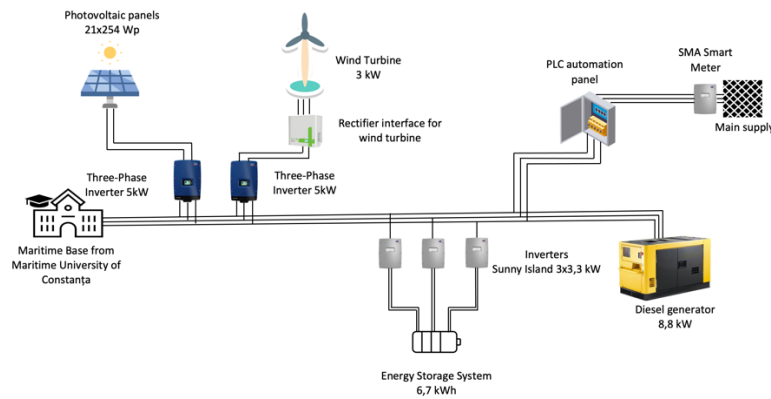 Photovoltaic panels
21x254 Wp
Wind Turbine
3 kW
Rectifier interface for
wind turbine
PLC automation
panel
SMA Smart
Meter
Main supply
Three-Phase
Inverter 5kW
Three-Phase
Inverter 5kW
Maritime Base from
Maritime University of
Constanța
Inverters
Sunny Island 3x3,3 kW
Diesel generator
8,8 kW
Energy Storage System
6,7 kWh